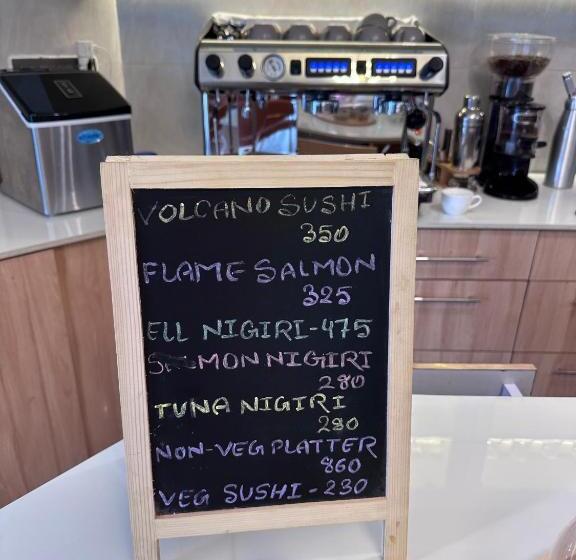 VOLCANO SUSHI
350
FLAME SALMON
325
ELL NIGIRI-475
SALMON NIGIRI
280
TUNA NIGIRI
280
NON-VEG PLATTER
860
VEG SUSHI-230